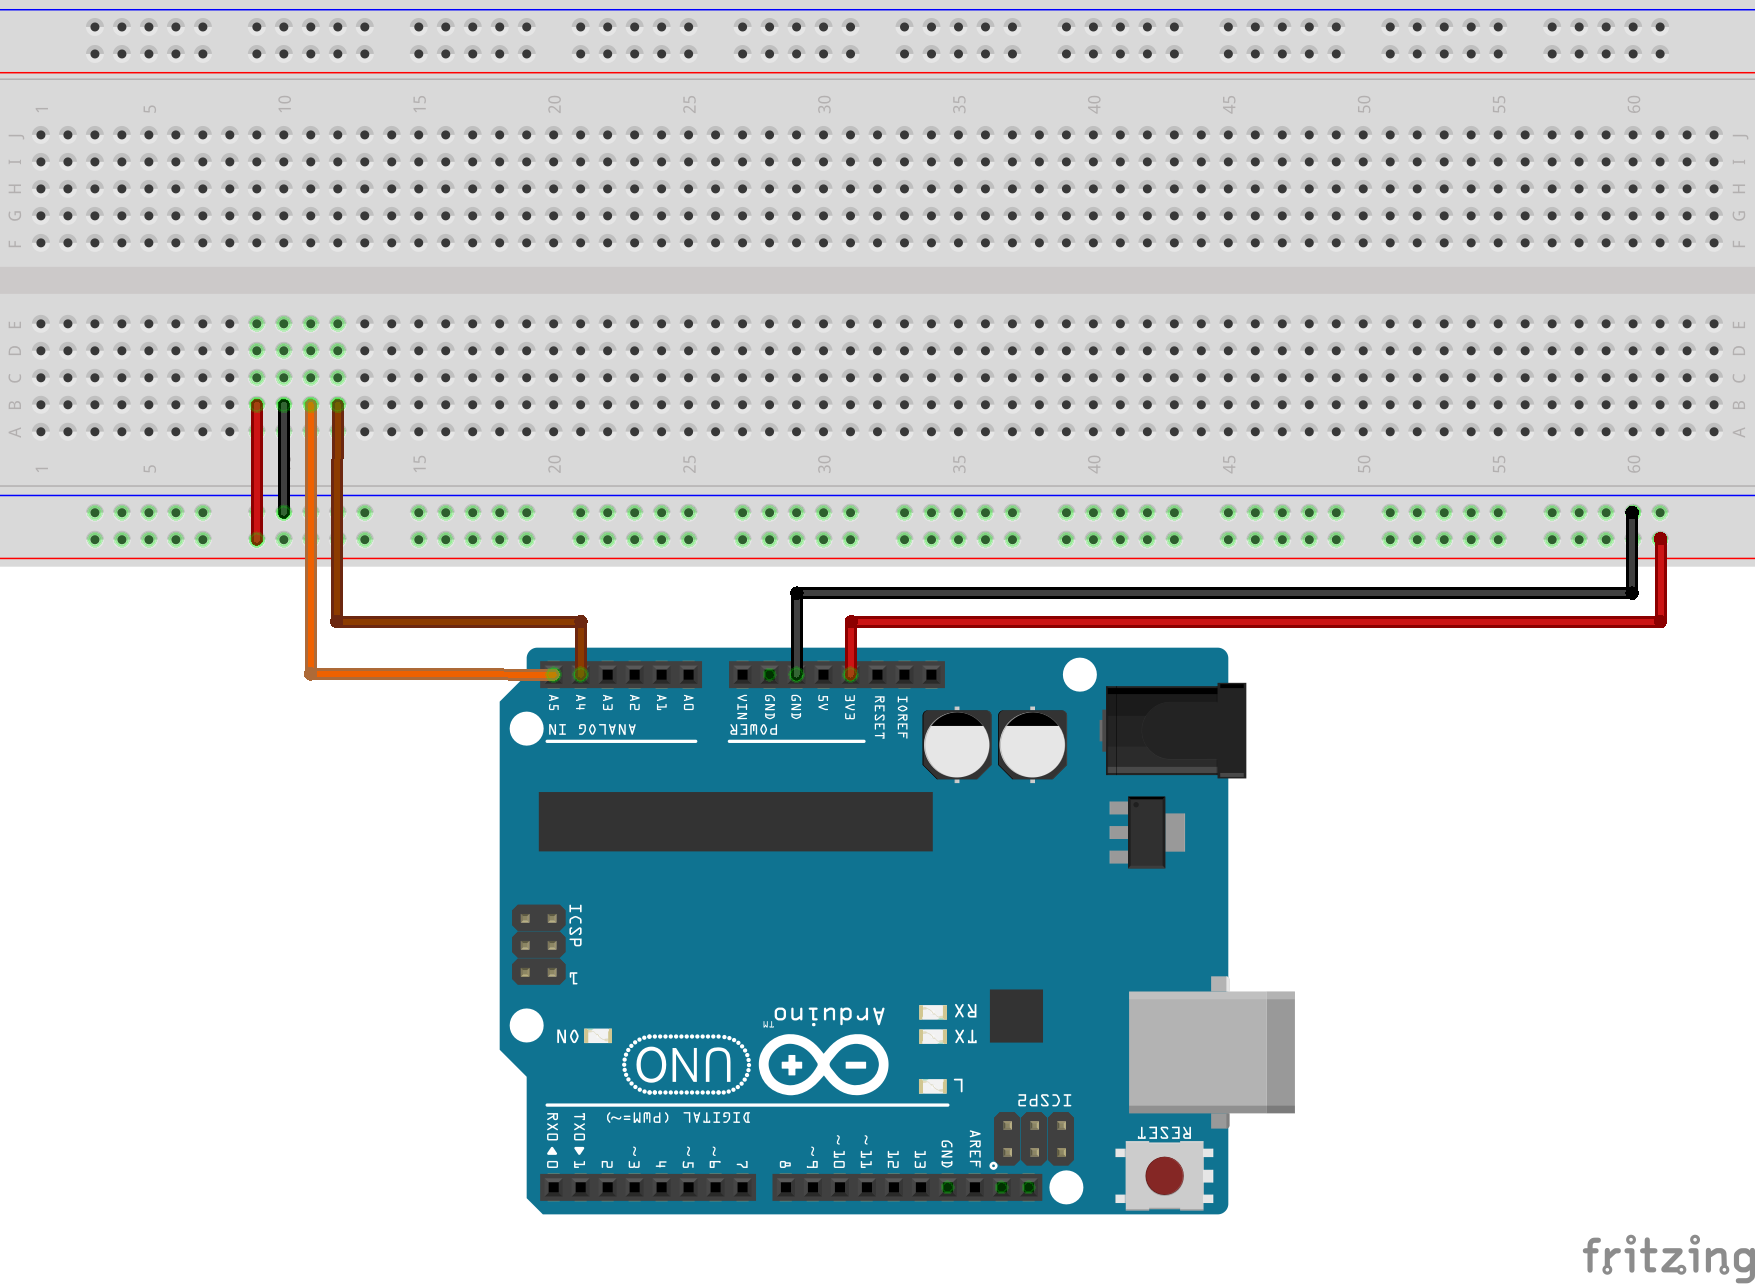 1 5 10 15 20 25 30 35 40 45 50 55 60
J J
I I
H H
G G
F F
E E
D D
C C
B B
A A
1 5 15 20 25 30 35 40 45 50 55 60
A5 A4 A3 A2 A1 A0 VIN GND GND 5V 3V3 RESET IOREF
ANALOG IN POWER
ICSP
1
Arduino™
RX
ON UNO TX
L
ICSP2
DIGITAL (PWM=~)
RESET
RX0◀0 TX0▶1 2 ~3 4 ~5 ~6 7 8 ~9 ~10 ~11 12 13 GND AREF
fritzing